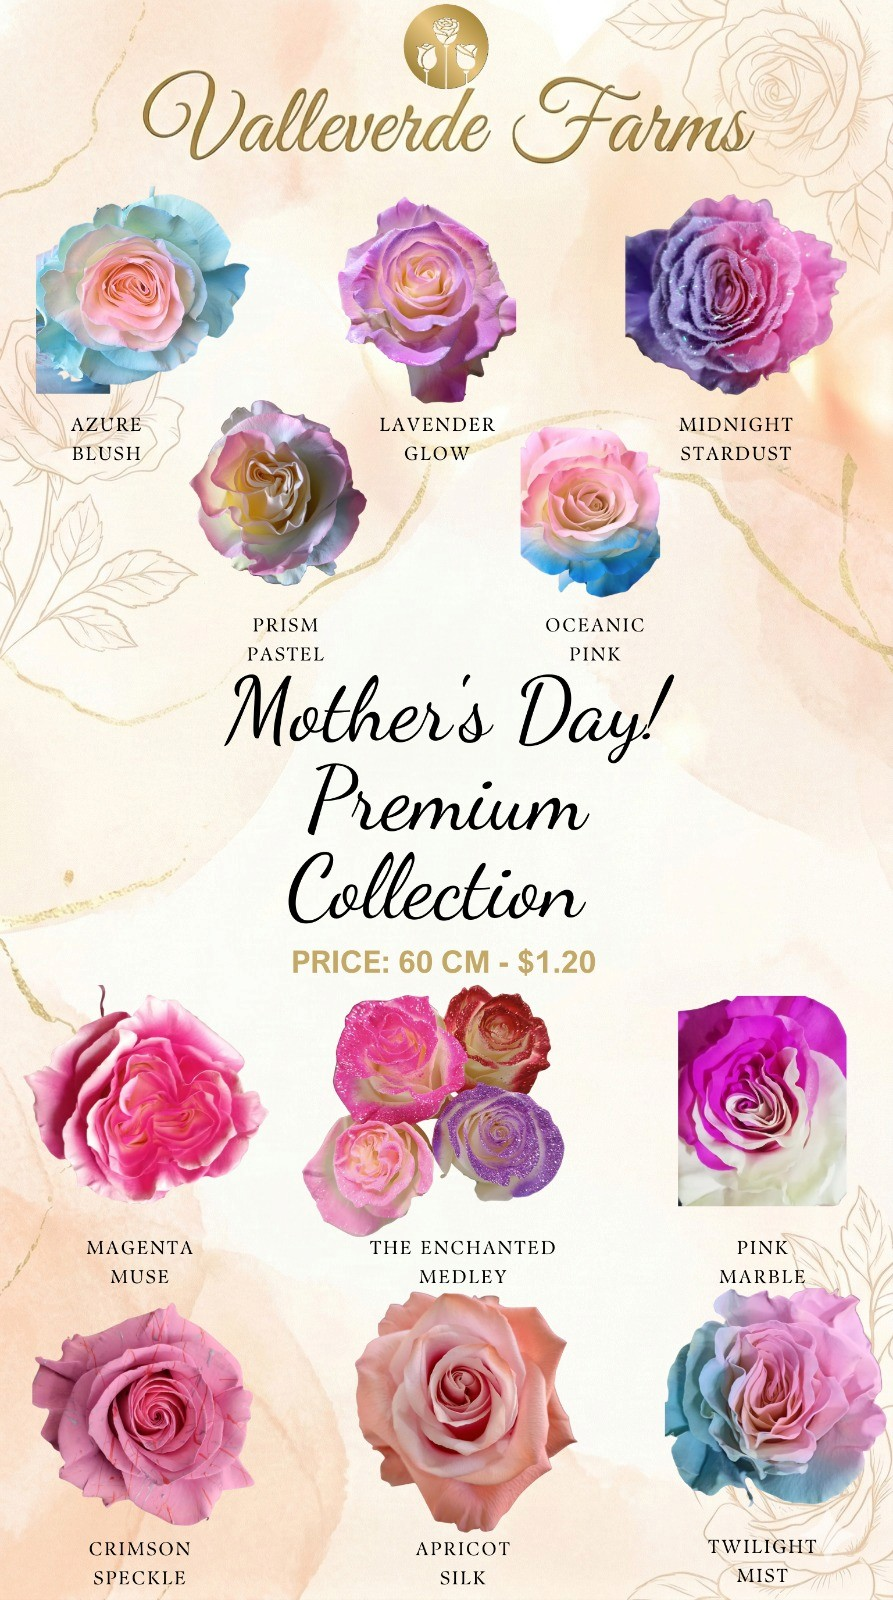 Valleverde Farms
AZURE
BLUSH
LAVENDER
GLOW
MIDNIGHT
STARDUST
PRISM
PASTEL
OCEANIC
PINK
Mother's Day!
Premium
Collection
PRICE: 60 CM - $1.20
MAGENTA
MUSE
THE ENCHANTED
MEDLEY
PINK
MARBLE
CRIMSON
SPECKLE
APRICOT
SILK
TWILIGHT
MIST